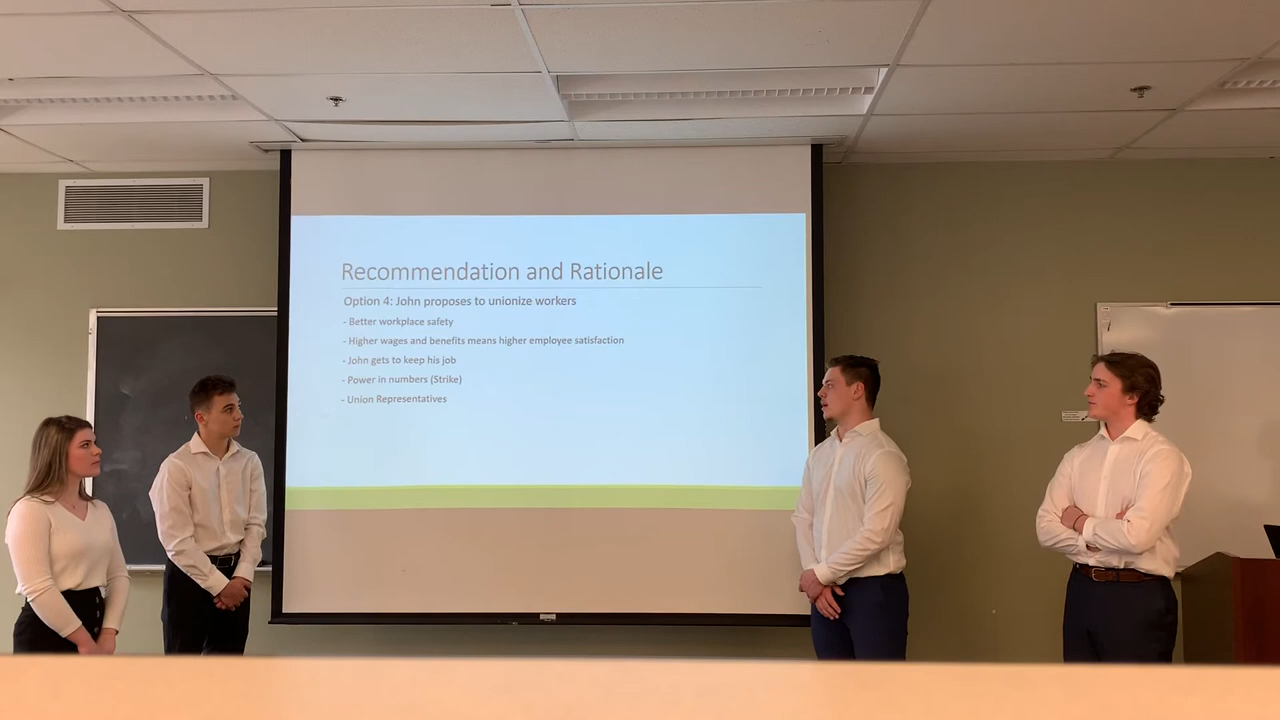 Recommendation and Rationale
Option 4: John proposes to unionize workers
- Better workplace safety
- Higher wages and benefits means higher employee satisfaction
- John gets to keep his job
- Power in numbers (Strike)
- Union Representatives